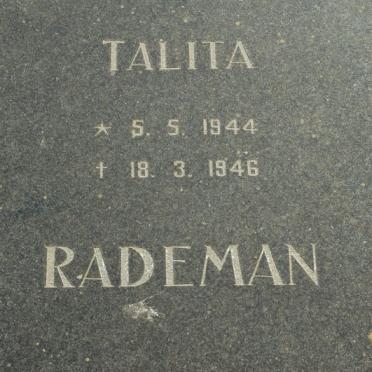 TALITA
* 5. 5. 1944
† 18. 3. 1946
RADEMAN